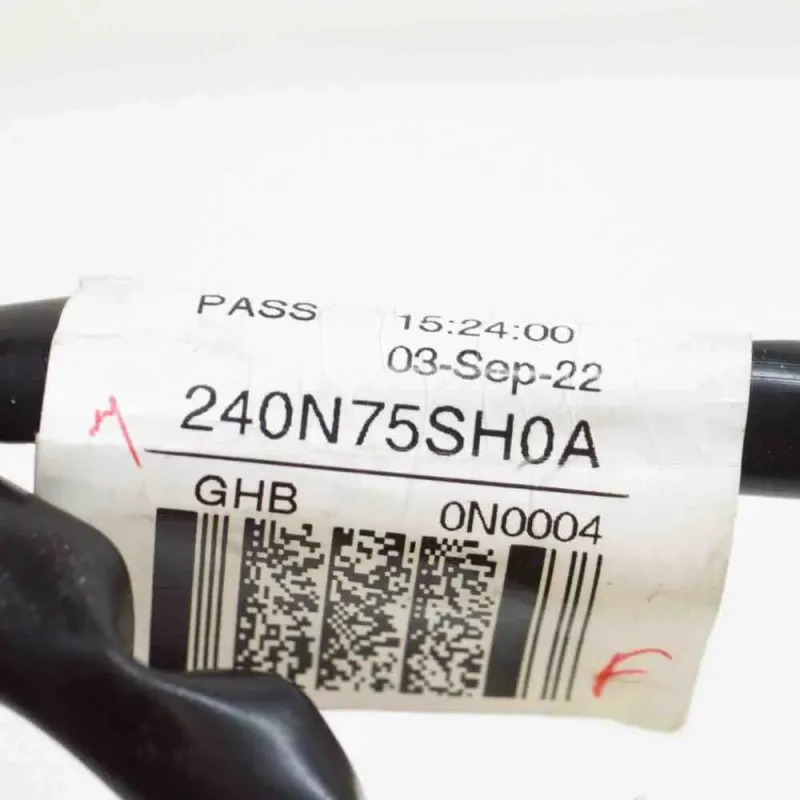 PASS 15:24:00
03-Sep-22
240N75SH0A
GHB 0N0004
F